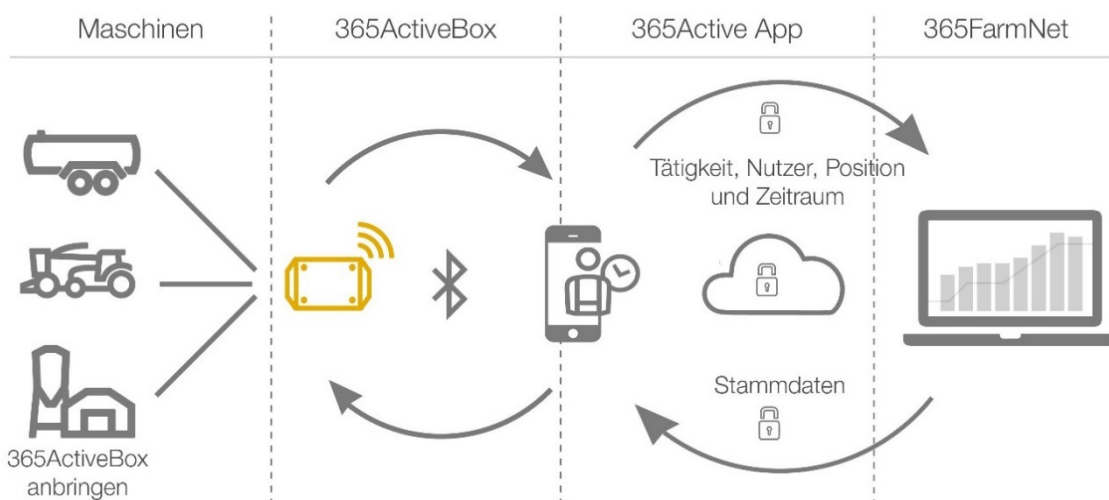 Maschinen
365ActiveBox
365Active App
365FarmNet
Tätigkeit, Nutzer, Position
und Zeitraum
Stammdaten
365ActiveBox
anbringen